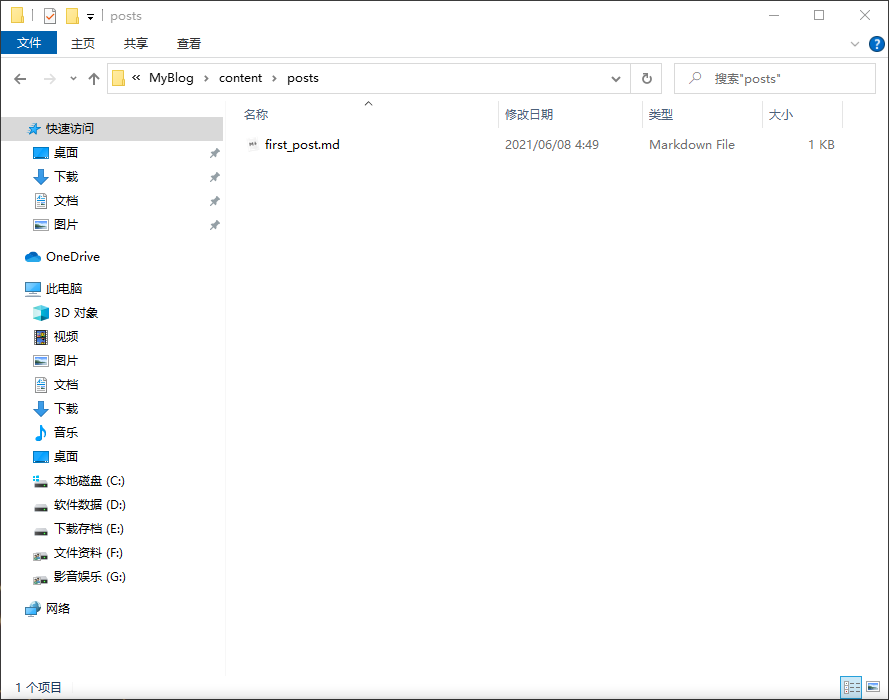 posts
文件 主页 共享 查看
« MyBlog › content › posts 搜索"posts"
名称 修改日期 类型 大小
first_post.md 2021/06/08 4:49 Markdown File 1 KB
快速访问
桌面
下载
文档
图片
OneDrive
此电脑
3D 对象
视频
图片
文档
下载
音乐
桌面
本地磁盘 (C:)
软件数据 (D:)
下载存档 (E:)
文件资料 (F:)
影音娱乐 (G:)
网络
1 个项目